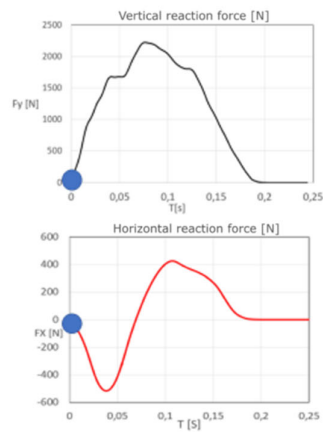 Vertical reaction force [N]
2500
2000
1500
Fy [N]
1000
500
0
0 0,05 0,1 0,15 0,2 0,25
T[s]
Horizontal reaction force [N]
600
400
200
0
FX [N]
-200
-400
-600
0 0,05 0,1 0,15 0,2 0,25
T [S]